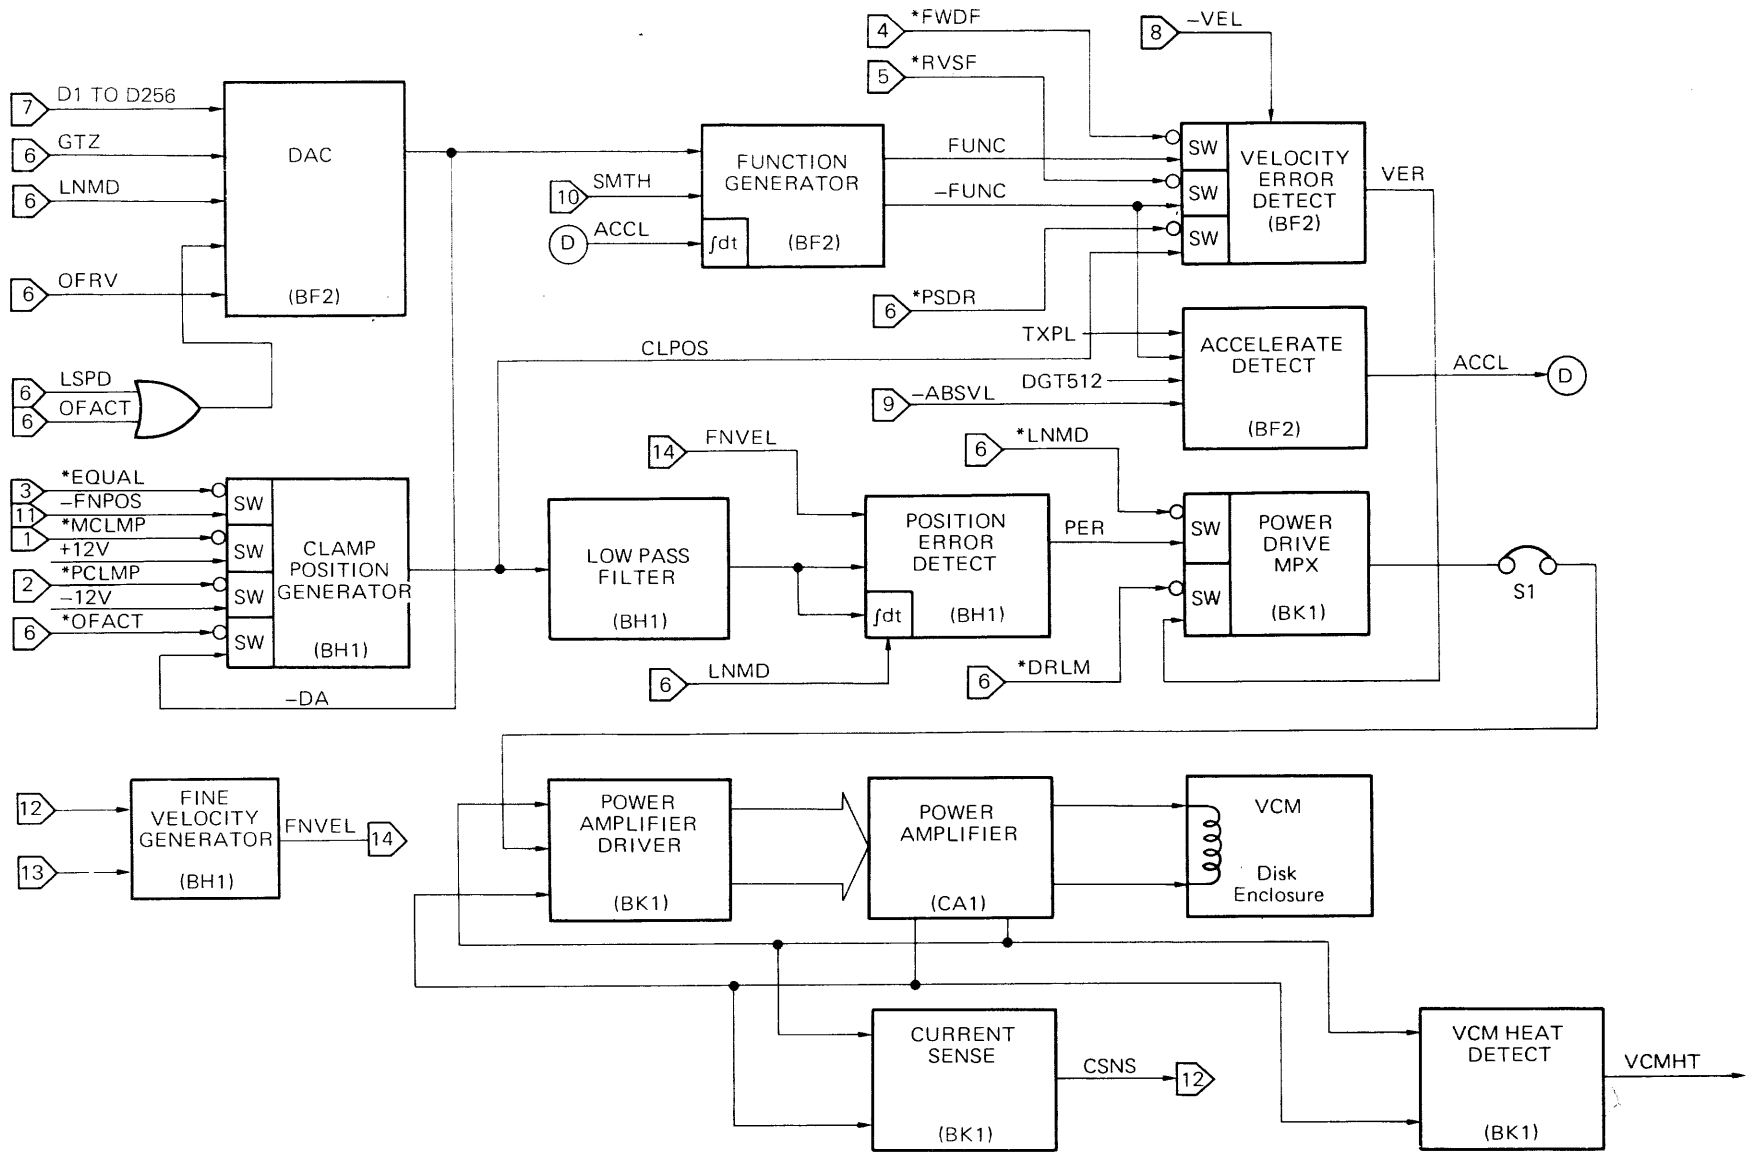 4 *FWDF
8 -VEL
5 *RVSF
7 D1 TO D256
6 GTZ
6 LNMD
6 OFRV
DAC
(BF2)
10 SMTH
D ACCL
FUNCTION
GENERATOR
∫dt
(BF2)
FUNC
-FUNC
SW
SW
SW
VELOCITY
ERROR
DETECT
(BF2)
VER
6 *PSDR
CLPOS
TXPL
DGT512
9 -ABSVL
ACCELERATE
DETECT
(BF2)
ACCL
D
6 LSPD
6 OFACT
3 *EQUAL
11 -FNPOS
1 *MCLMP
+12V
2 *PCLMP
-12V
6 *OFACT
SW
SW
SW
SW
CLAMP
POSITION
GENERATOR
(BH1)
-DA
LOW PASS
FILTER
(BH1)
14 FNVEL
6 LNMD
POSITION
ERROR
DETECT
∫dt
(BH1)
PER
6 *LNMD
6 *DRLM
SW
SW
POWER
DRIVE
MPX
(BK1)
S1
12
13
FINE
VELOCITY
GENERATOR
(BH1)
FNVEL
14
POWER
AMPLIFIER
DRIVER
(BK1)
POWER
AMPLIFIER
(CA1)
VCM
Disk
Enclosure
CURRENT
SENSE
(BK1)
CSNS
12
VCM HEAT
DETECT
(BK1)
VCMHT